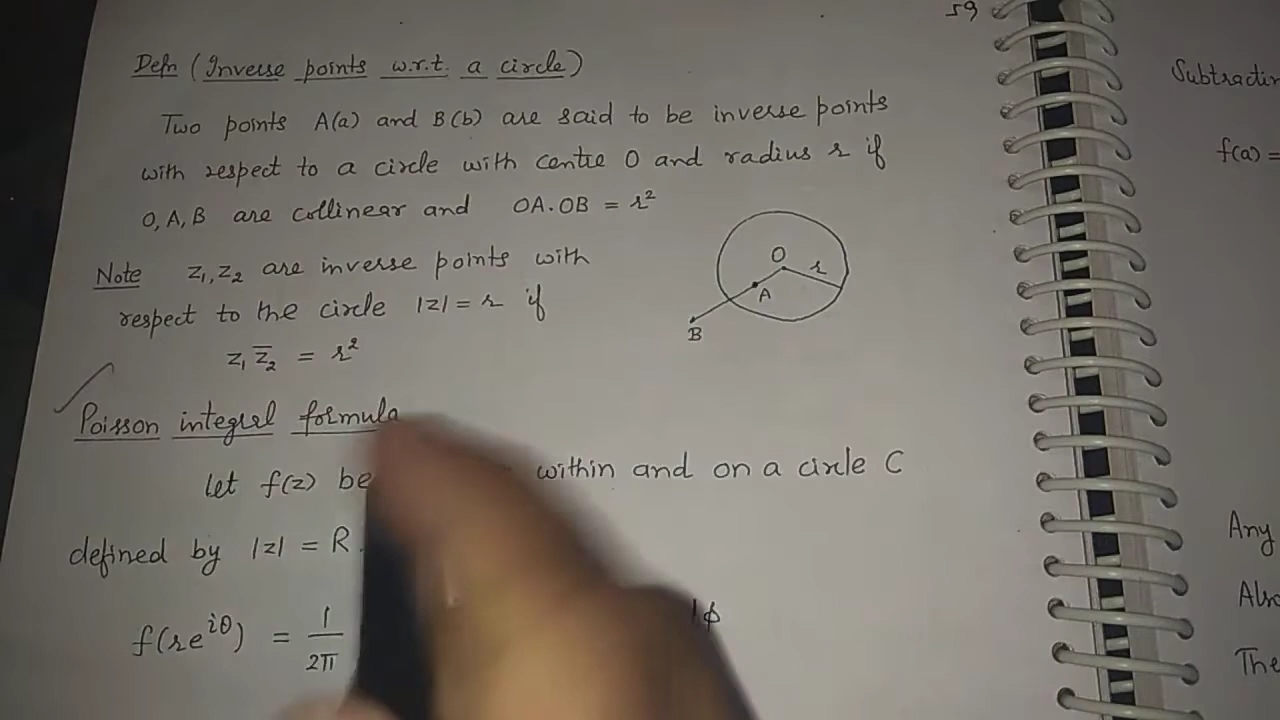 59
Defn (Inverse points w.r.t. a circle)
Two points A(a) and B(b) are said to be inverse points
with respect to a circle with centre O and radius r if
O, A, B are collinear and OA.OB = r²
Note z₁, z₂ are inverse points with
respect to the circle |z| = r if
z₁ z̄₂ = r²
O
r
A
B
Poisson integral formula
Let f(z) be within and on a circle C
defined by |z| = R.
f(re^{iθ}) = 1/2π
ϕ
Subtractin
f(a) =
Any
Also
The